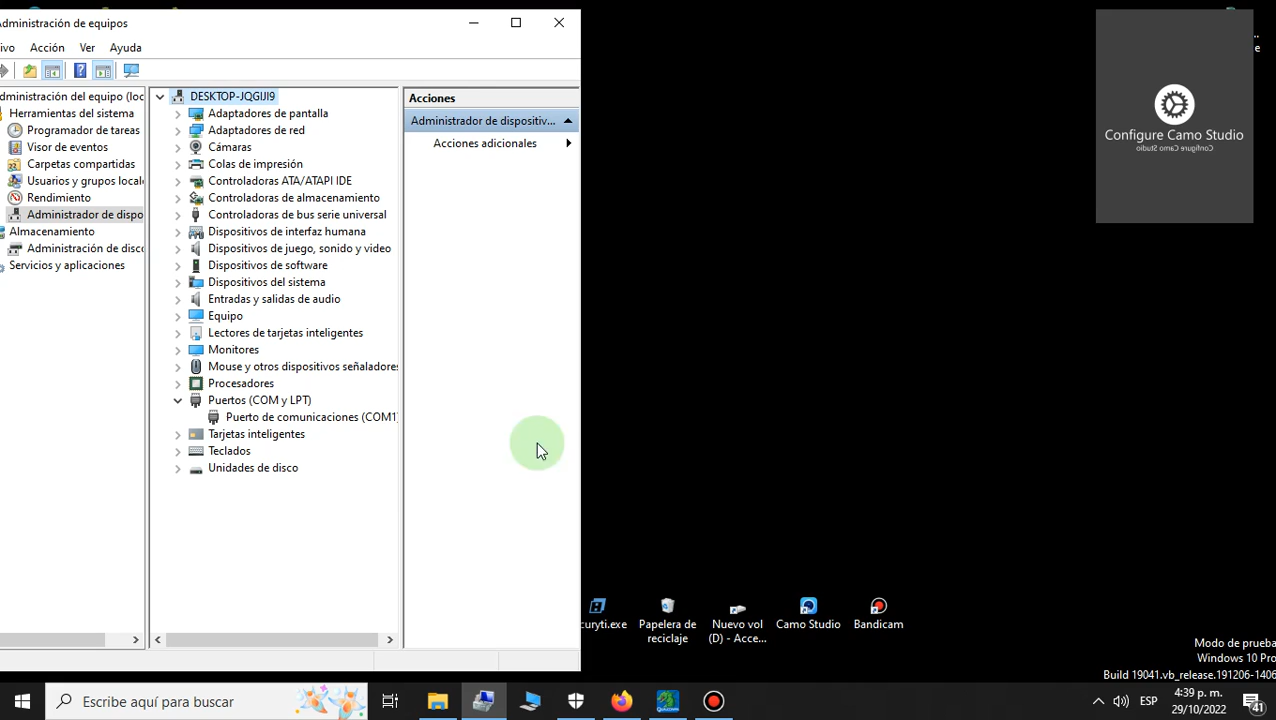 Administración de equipos
ivo Acción Ver Ayuda
dministración del equipo (loc
Herramientas del sistema
Programador de tareas
Visor de eventos
Carpetas compartidas
Usuarios y grupos locale
Rendimiento
Administrador de dispo
Almacenamiento
Administración de disc
Servicios y aplicaciones
DESKTOP-JQGIJI9
Adaptadores de pantalla
Adaptadores de red
Cámaras
Colas de impresión
Controladoras ATA/ATAPI IDE
Controladoras de almacenamiento
Controladoras de bus serie universal
Dispositivos de interfaz humana
Dispositivos de juego, sonido y video
Dispositivos de software
Dispositivos del sistema
Entradas y salidas de audio
Equipo
Lectores de tarjetas inteligentes
Monitores
Mouse y otros dispositivos señaladores
Procesadores
Puertos (COM y LPT)
Puerto de comunicaciones (COM1)
Tarjetas inteligentes
Teclados
Unidades de disco
Acciones
Administrador de dispositiv...
Acciones adicionales
Configure Camo Studio
Configure Camo Studio
...
e
curyti.exe
Papelera de
reciclaje
Nuevo vol
(D) - Acce...
Camo Studio
Bandicam
Modo de prueba
Windows 10 Pro
Build 19041.vb_release.191206-1406
Escribe aquí para buscar
ESP
4:39 p. m.
29/10/2022
41